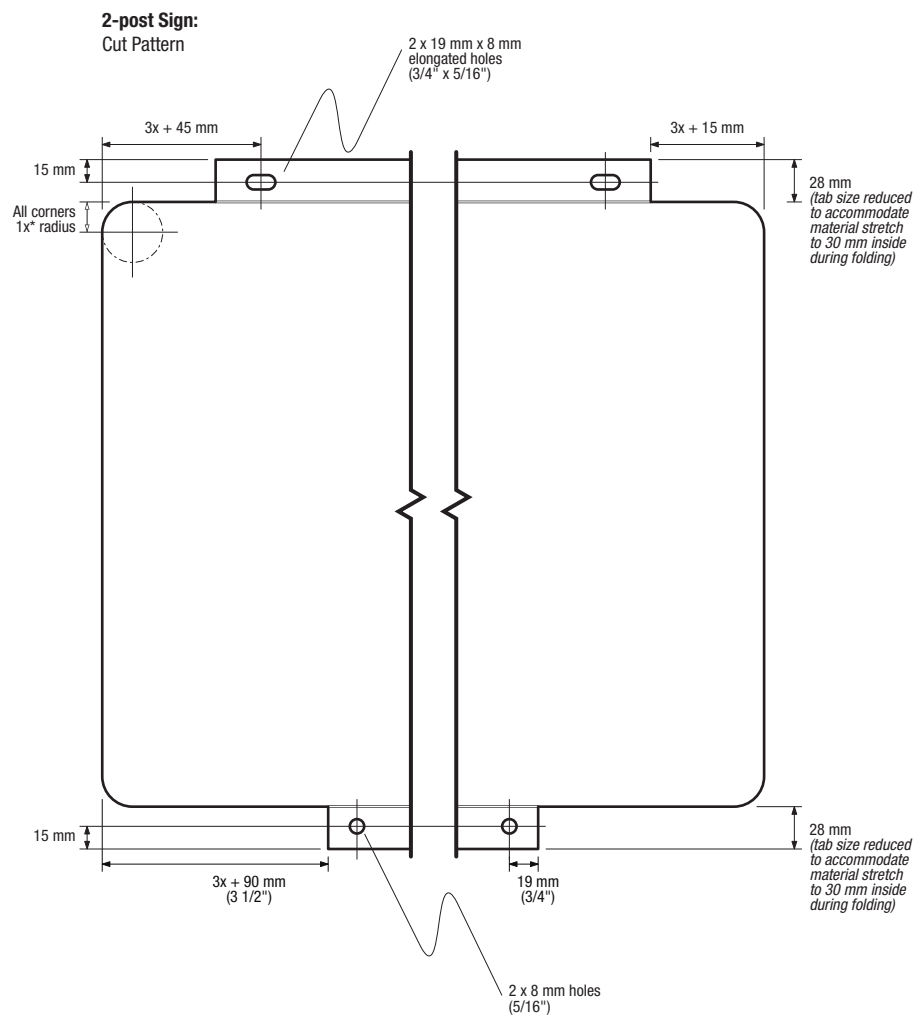 2-post Sign:
Cut Pattern
2 x 19 mm x 8 mm
elongated holes
(3/4" x 5/16")
3x + 45 mm
3x + 15 mm
15 mm
28 mm
(tab size reduced
to accommodate
material stretch
to 30 mm inside
during folding)
All corners
1x* radius
15 mm
28 mm
(tab size reduced
to accommodate
material stretch
to 30 mm inside
during folding)
3x + 90 mm
(3 1/2")
19 mm
(3/4")
2 x 8 mm holes
(5/16")